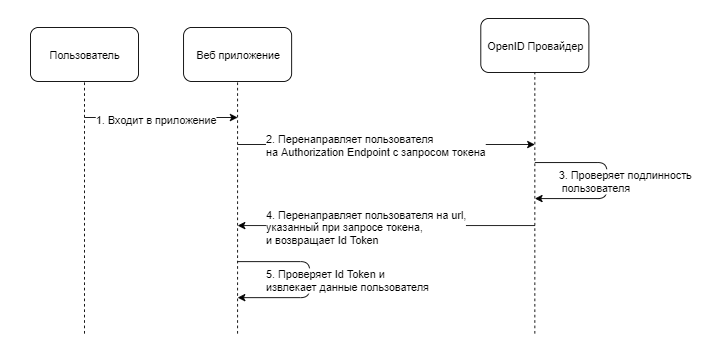 Пользователь
Веб приложение
OpenID Провайдер
1. Входит в приложение
2. Перенаправляет пользователя
на Authorization Endpoint с запросом токена
3. Проверяет подлинность
пользователя
4. Перенаправляет пользователя на url,
указанный при запросе токена,
и возвращает Id Token
5. Проверяет Id Token и
извлекает данные пользователя